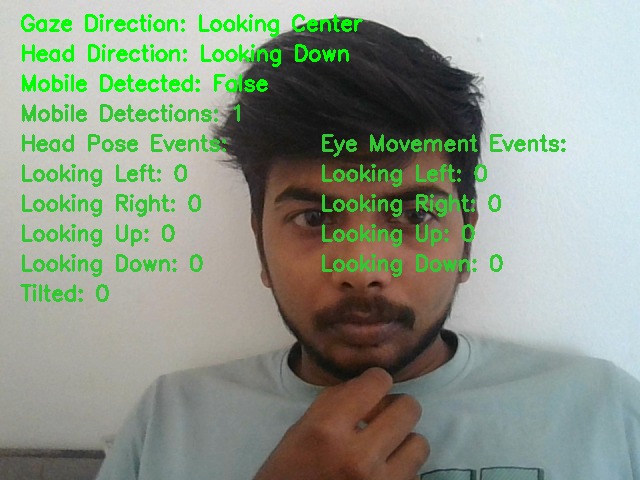 Gaze Direction: Looking Center
Head Direction: Looking Down
Mobile Detected: False
Mobile Detections: 1
Head Pose Events:
Looking Left: 0
Looking Right: 0
Looking Up: 0
Looking Down: 0
Tilted: 0
Eye Movement Events:
Looking Left: 0
Looking Right: 0
Looking Up: 0
Looking Down: 0